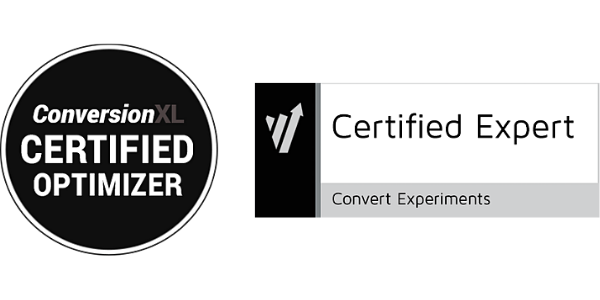 ConversionXL
CERTIFIED
OPTIMIZER
Certified Expert
Convert Experiments